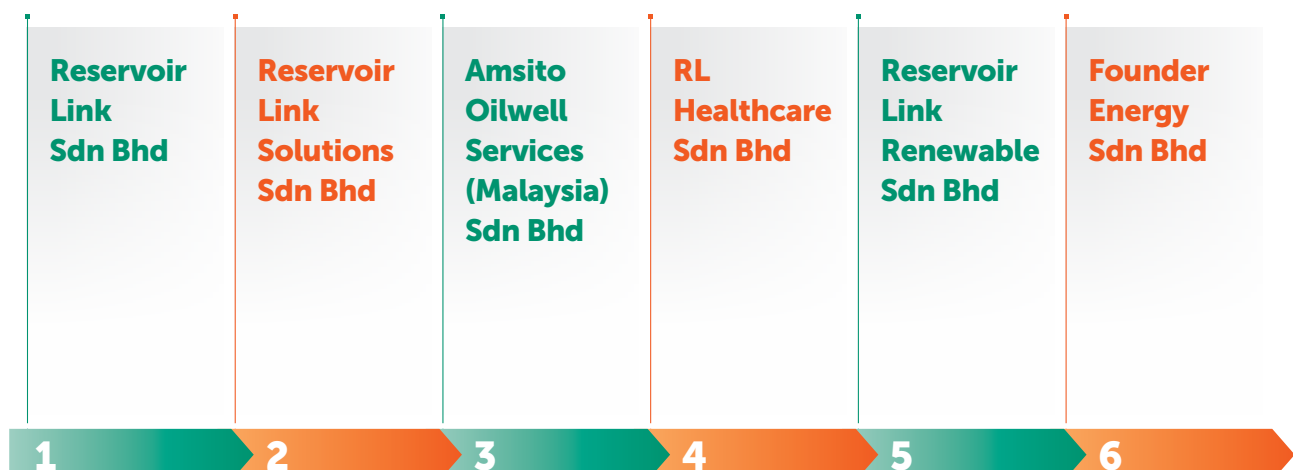 Reservoir
Link
Sdn Bhd
Reservoir
Link
Solutions
Sdn Bhd
Amsito
Oilwell
Services
(Malaysia)
Sdn Bhd
RL
Healthcare
Sdn Bhd
Reservoir
Link
Renewable
Sdn Bhd
Founder
Energy
Sdn Bhd
1
2
3
4
5
6